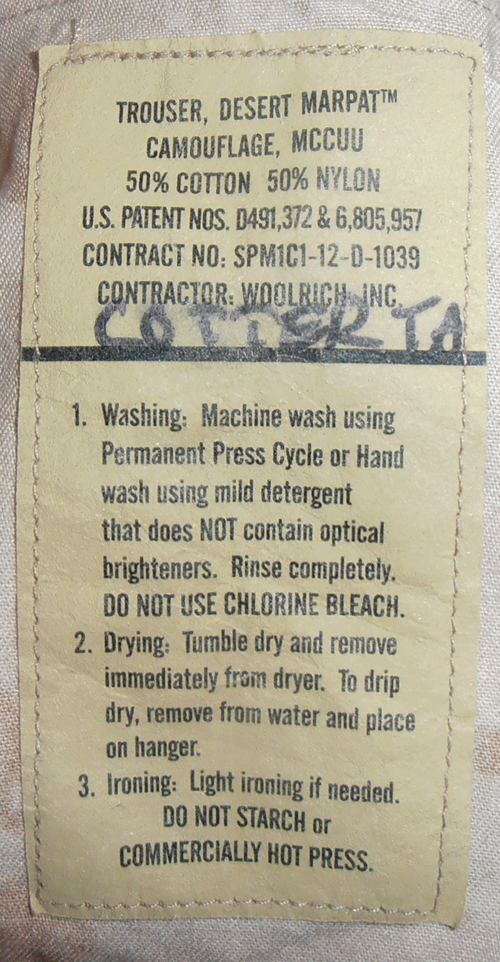 TROUSER, DESERT MARPAT™
CAMOUFLAGE, MCCUU
50% COTTON 50% NYLON
U.S. PATENT NOS. D491,372 & 6,805,957
CONTRACT NO: SPM1C1-12-D-1039
CONTRACTOR: WOOLRICH, INC.
COTTER TA
1. Washing: Machine wash using
Permanent Press Cycle or Hand
wash using mild detergent
that does NOT contain optical
brighteners. Rinse completely.
DO NOT USE CHLORINE BLEACH.
2. Drying: Tumble dry and remove
immediately from dryer. To drip
dry, remove from water and place
on hanger.
3. Ironing: Light ironing if needed.
DO NOT STARCH or
COMMERCIALLY HOT PRESS.